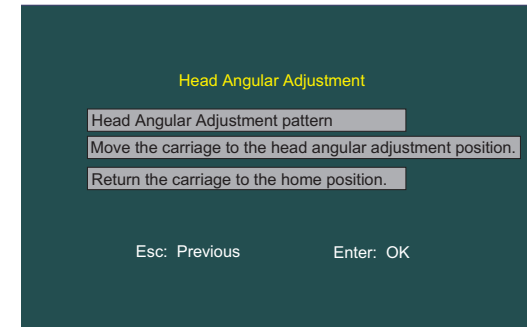 Head Angular Adjustment
Head Angular Adjustment pattern
Move the carriage to the head angular adjustment position.
Return the carriage to the home position.
Esc: Previous Enter: OK